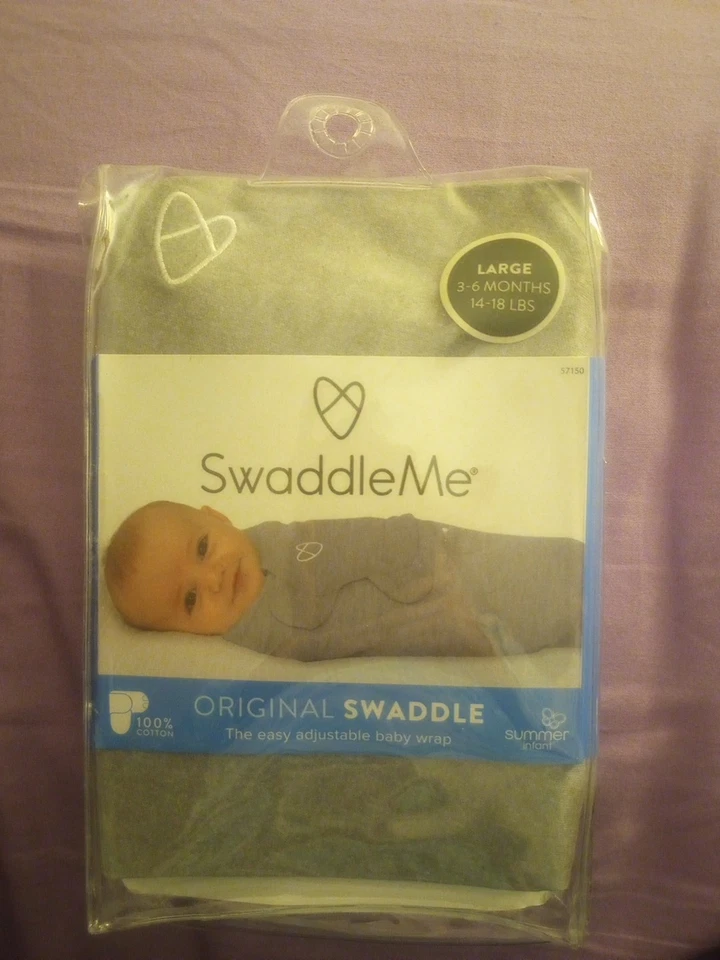 LARGE
3-6 MONTHS
14-18 LBS
57150
SwaddleMe®
100%
COTTON
ORIGINAL SWADDLE
The easy adjustable baby wrap
summer
infant